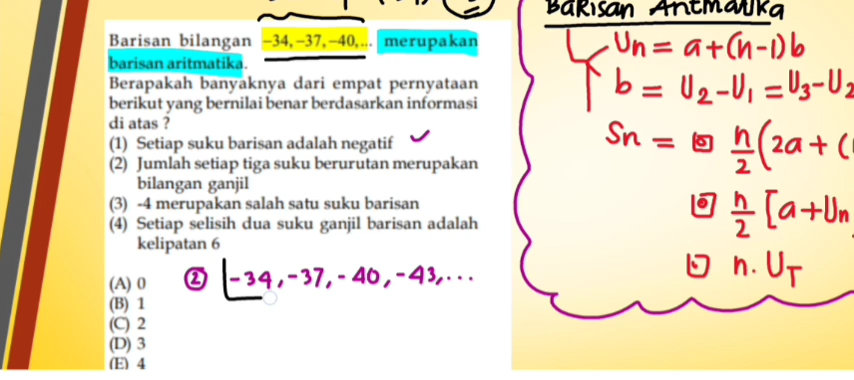 Barisan bilangan -34, -37, -40,... merupakan
barisan aritmatika.
Berapakah banyaknya dari empat pernyataan
berikut yang bernilai benar berdasarkan informasi
di atas ?
(1) Setiap suku barisan adalah negatif ✓
(2) Jumlah setiap tiga suku berurutan merupakan
bilangan ganjil
(3) -4 merupakan salah satu suku barisan
(4) Setiap selisih dua suku ganjil barisan adalah
kelipatan 6
(A) 0
(B) 1
(C) 2
(D) 3
(E) 4
② -34, -37, -40, -43, ...
Barisan Aritmatika
Un = a+(n-1)b
b = U2-U1 = U3-U2
Sn = n/2 (2a + (
n/2 [a+Un
n. UT